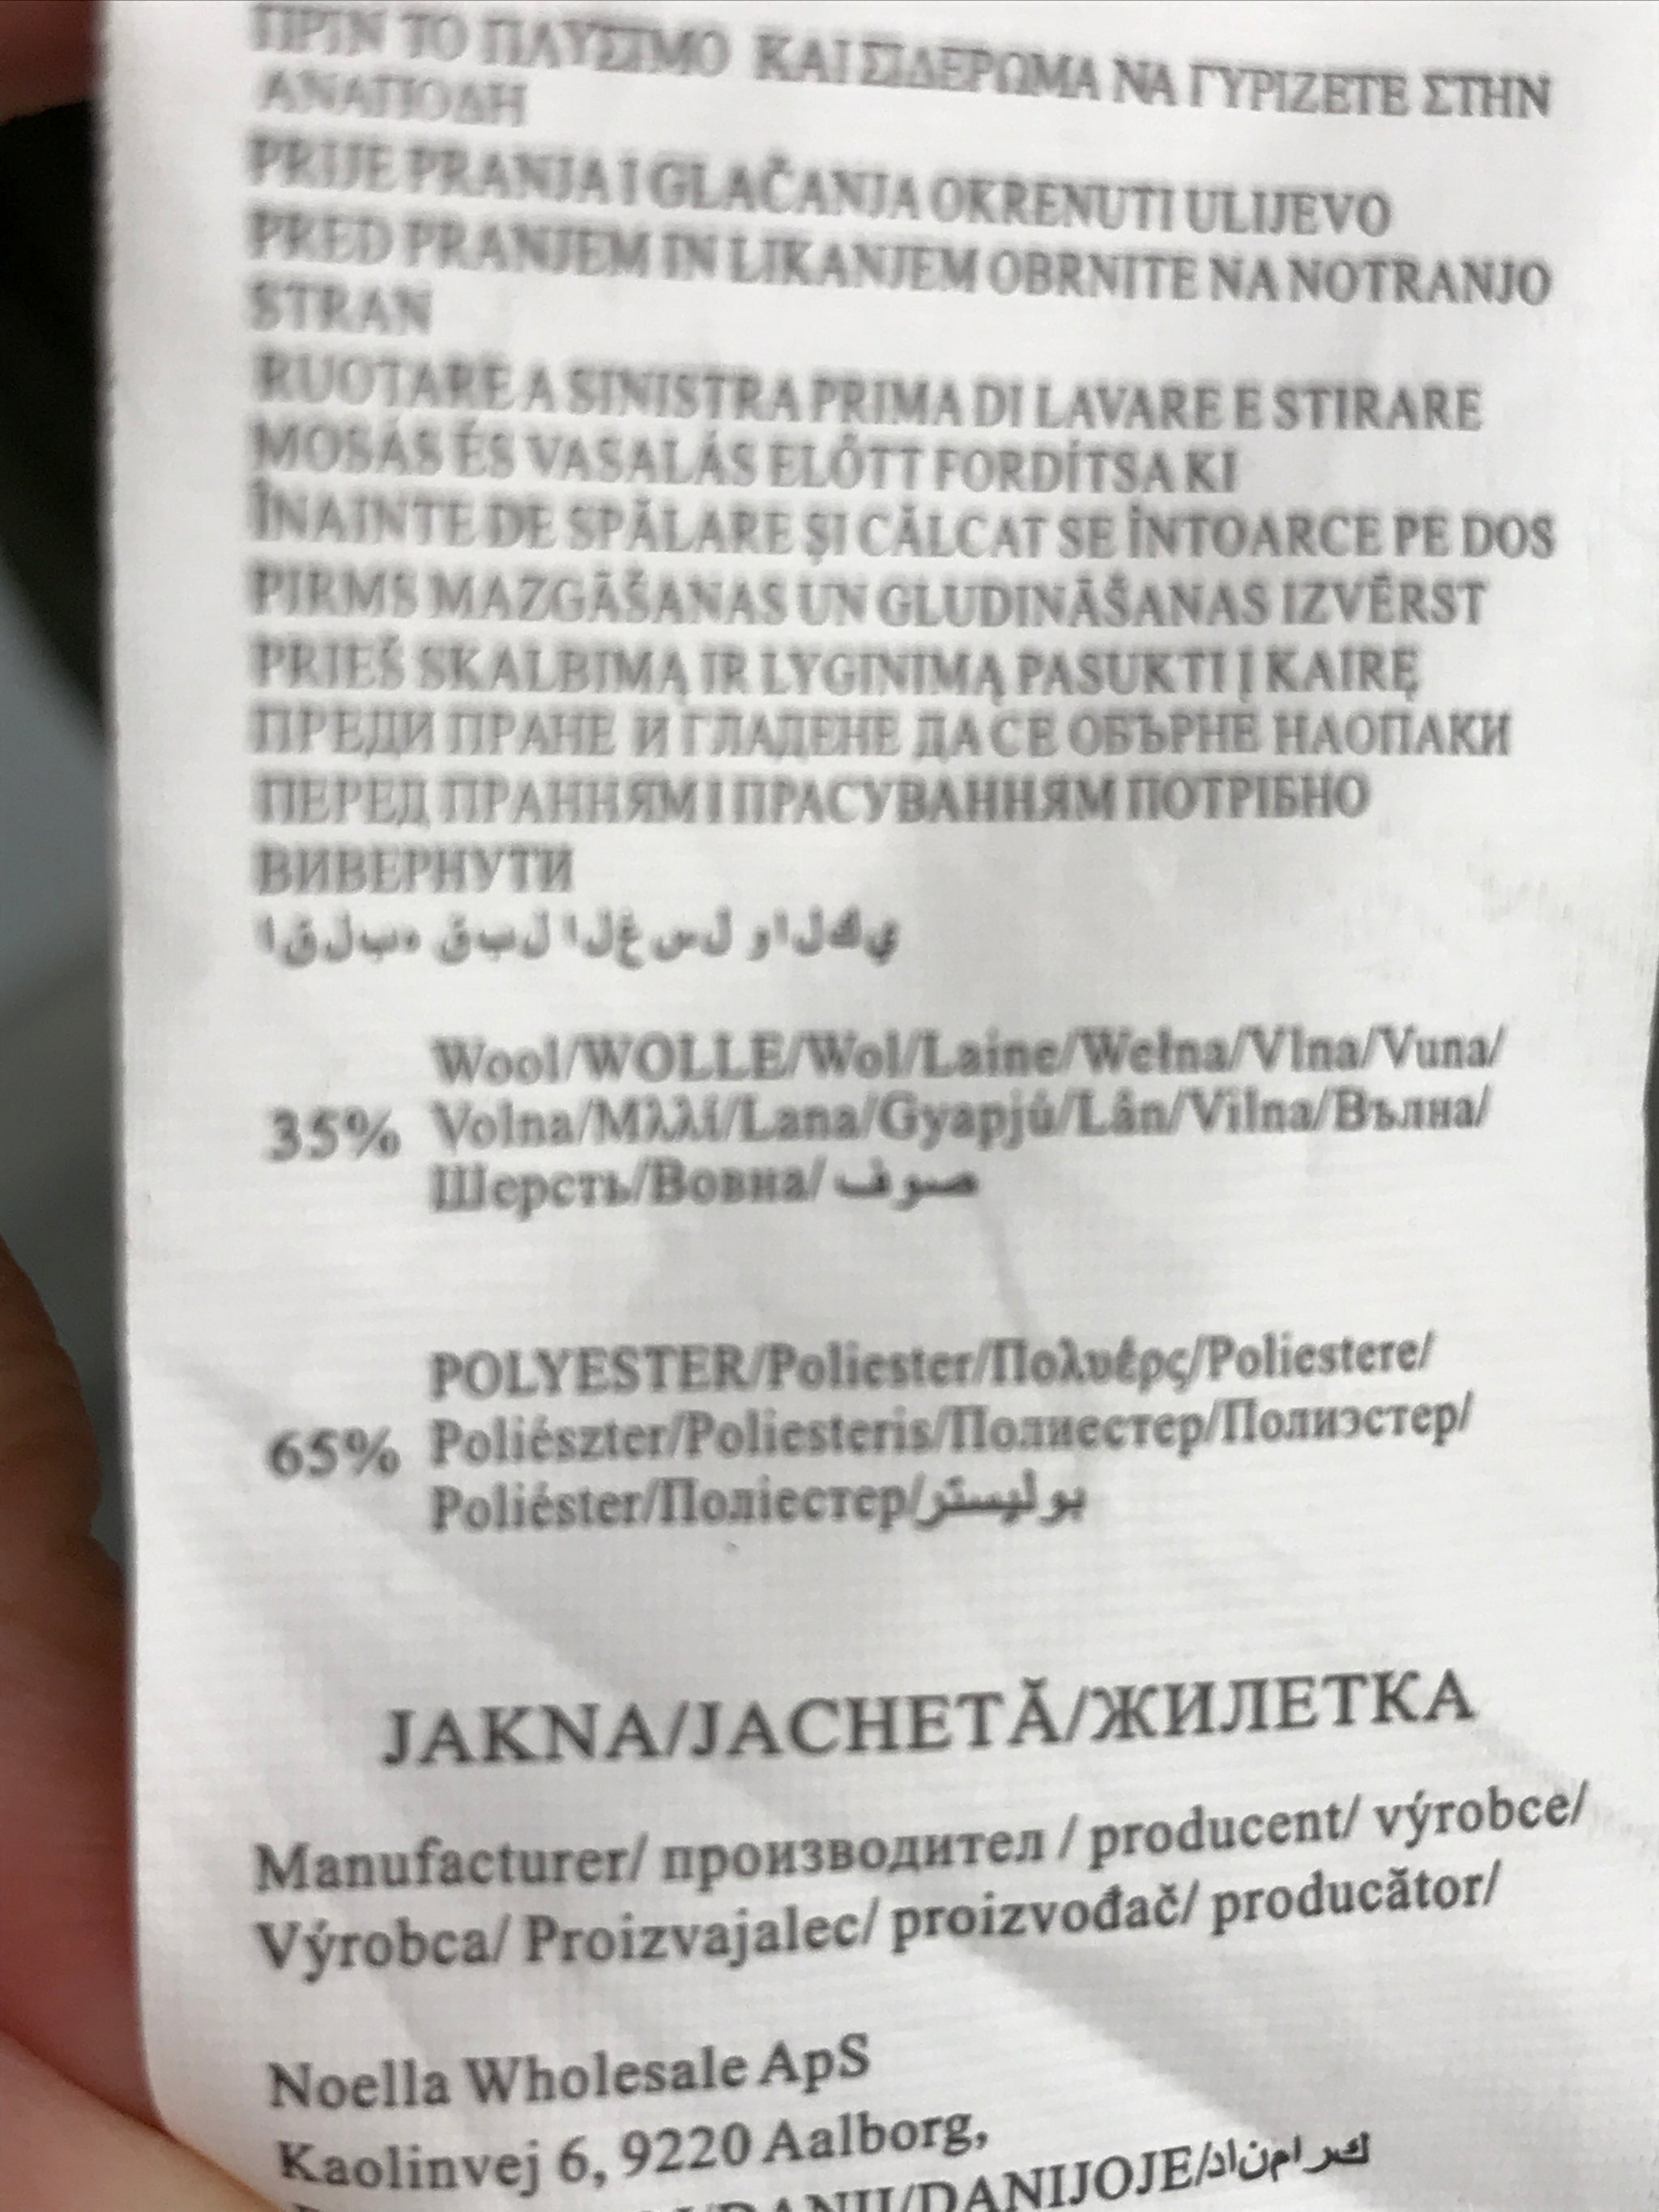 ΠΡΙΝ ΤΟ ΠΛΥΣΙΜΟ ΚΑΙ ΣΙΔΕΡΩΜΑ ΝΑ ΓΥΡΙΖΕΤΕ ΣΤΗΝ
ΑΝΑΠΟΔΗ
PRIJE PRANJA I GLAČANJA OKRENUTI ULIJEVO
PRED PRANJEM IN LIKANJEM OBRNITE NA NOTRANJO
STRAN
RUOTARE A SINISTRA PRIMA DI LAVARE E STIRARE
MOSÁS ÉS VASALÁS ELŐTT FORDÍTSA KI
ÎNAINTE DE SPĂLARE ŞI CĂLCAT SE ÎNTOARCE PE DOS
PIRMS MAZGĀŠANAS UN GLUDINĀŠANAS IZVĒRST
PRIEŠ SKALBIMĄ IR LYGINIMĄ PASUKTI Į KAIRĘ
ПРЕДИ ПРАНЕ И ГЛАДЕНЕ ДА СЕ ОБЪРНЕ НАОПАКИ
ПЕРЕД ПРАННЯМ І ПРАСУВАННЯМ ПОТРІБНО
ВИВЕРНУТИ
ا ق ل ب ه ق ب ل ا ل غ س ل و ا ل ك ي
Wool/WOLLE/Wol/Laine/Wełna/Vlna/Vuna/
35% Volna/Μλλί/Lana/Gyapjú/Lân/Vilna/Вълна/
Шерсть/Вовна/ صوف
POLYESTER/Poliester/Πολυέρς/Poliestere/
65% Poliészter/Poliesteris/Полиестер/Полиэстер/
Poliéster/Поліестер/بوليستر
JAKNA/JACHETĂ/ЖИЛЕТКА
Manufacturer/ производител / producent/ výrobce/
Výrobca/ Proizvajalec/ proizvođač/ producător/
Noella Wholesale ApS
Kaolinvej 6, 9220 Aalborg,
/DANIJOJE/